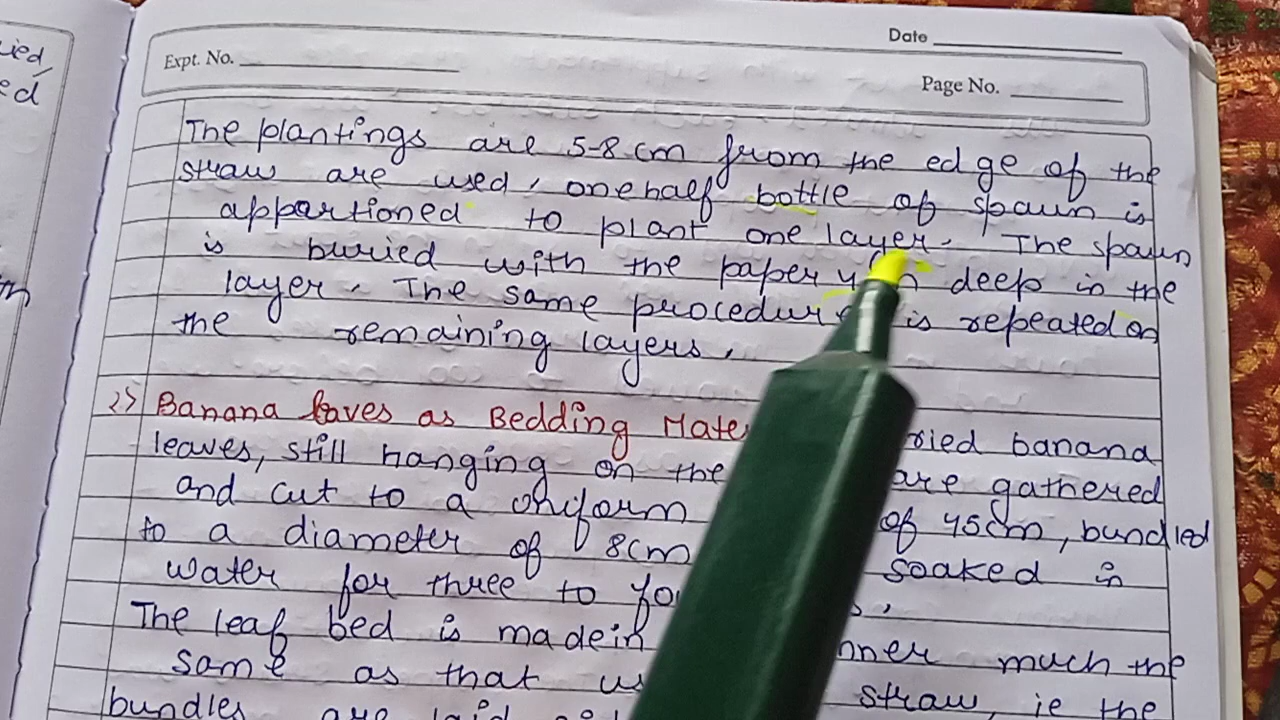 ied
ed
Date
Expt. No.
Page No.
The plantings are 5-8 cm from the edge of the
straw are used, one half bottle of spawn is
appartioned to plant one layer. The spawn
is buried with the paper deep in the
layer. The same procedure is repeated on
the remaining layers.
2) Banana leaves as Bedding Mate ried banana
leaves, still hanging on the are gathered
and cut to a uniform of 45cm, bundled
to a diameter of 8cm soaked in
water for three to fo
The leaf bed is made in nner much the
same as that us straw, ie the
bundles are laid